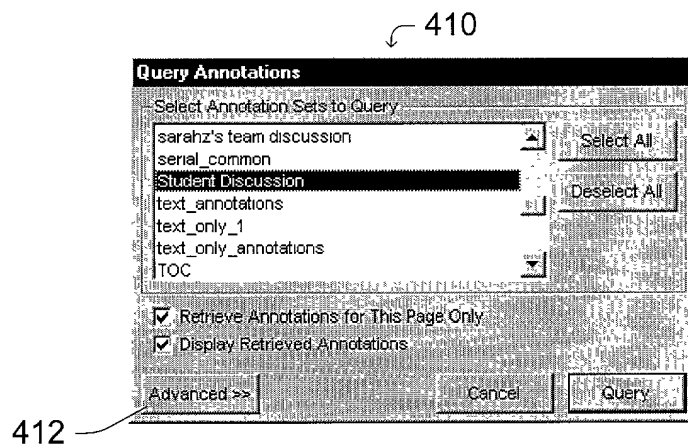 410
Query Annotations
Select Annotation Sets to Query
sarahz's team discussion
serial_common
Student Discussion
text_annotations
text_only_1
text_only_annotations
TOC
Select All
Deselect All
Retrieve Annotations for This Page Only
Display Retrieved Annotations
Advanced >> Cancel Query
412